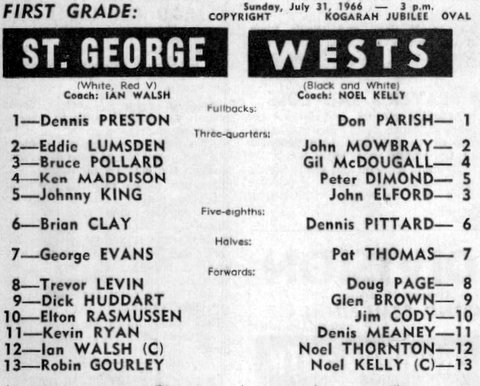 FIRST GRADE: Sunday, July 31, 1966 — 3 p.m.
COPYRIGHT KOGARAH JUBILEE OVAL
ST. GEORGE WESTS
(White, Red V) (Black and White)
Coach: IAN WALSH Coach: NOEL KELLY
Fullbacks:
1—Dennis PRESTON Don PARISH— 1
Three-quarters:
2—Eddie LUMSDEN John MOWBRAY— 2
3—Bruce POLLARD Gil McDOUGALL— 4
4—Ken MADDISON Peter DIMOND— 5
5—Johnny KING John ELFORD— 3
Five-eighths:
6—Brian CLAY Dennis PITTARD— 6
Halves:
7—George EVANS Pat THOMAS— 7
Forwards:
8—Trevor LEVIN Doug PAGE— 8
9—Dick HUDDART Glen BROWN— 9
10—Elton RASMUSSEN Jim CODY—10
11—Kevin RYAN Denis MEANEY—11
12—Ian WALSH (C) Noel THORNTON—12
13—Robin GOURLEY Noel KELLY (C)—13